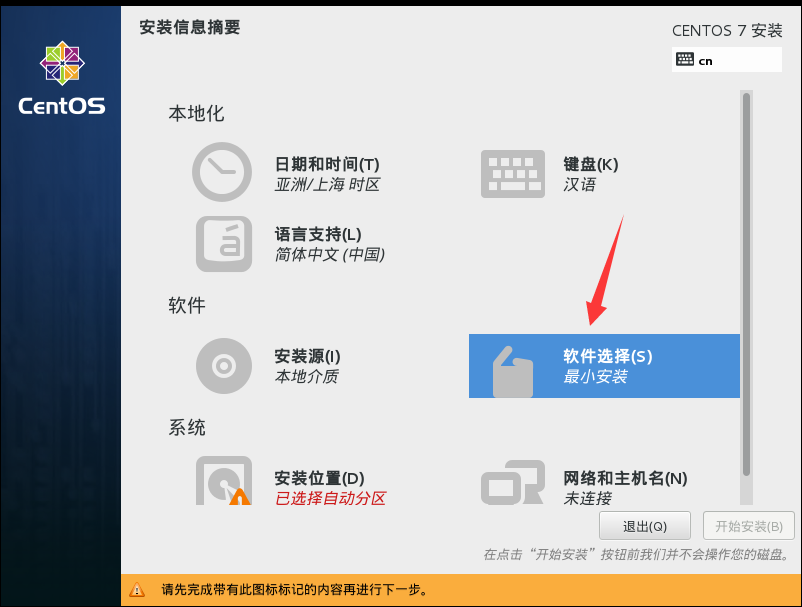 安装信息摘要
CENTOS 7 安装
cn
CentOS
本地化
日期和时间(T)
亚洲/上海 时区
键盘(K)
汉语
语言支持(L)
简体中文 (中国)
软件
安装源(I)
本地介质
软件选择(S)
最小安装
系统
安装位置(D)
已选择自动分区
网络和主机名(N)
未连接
退出(Q)
开始安装(B)
在点击“开始安装”按钮前我们并不会操作您的磁盘。
请先完成带有此图标标记的内容再进行下一步。